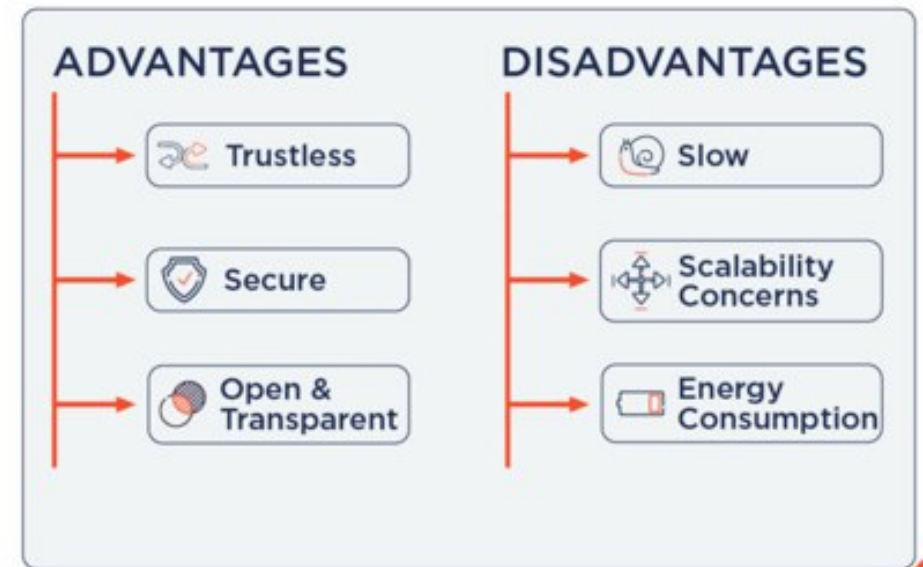 ADVANTAGES
Trustless
Secure
Open &
Transparent
DISADVANTAGES
Slow
Scalability
Concerns
Energy
Consumption